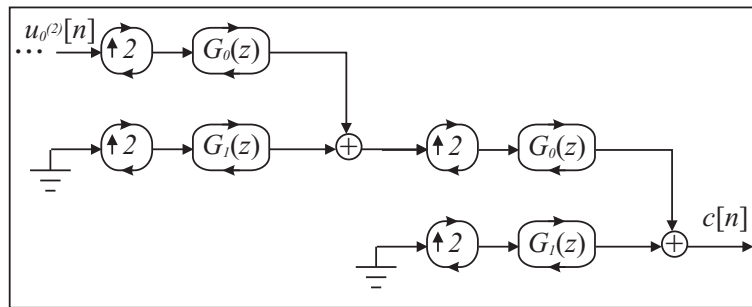 ... u₀⁽²⁾[n] ↑2 G₀(z)
↑2 G₁(z) + ↑2 G₀(z)
c[n]
↑2 G₁(z) +